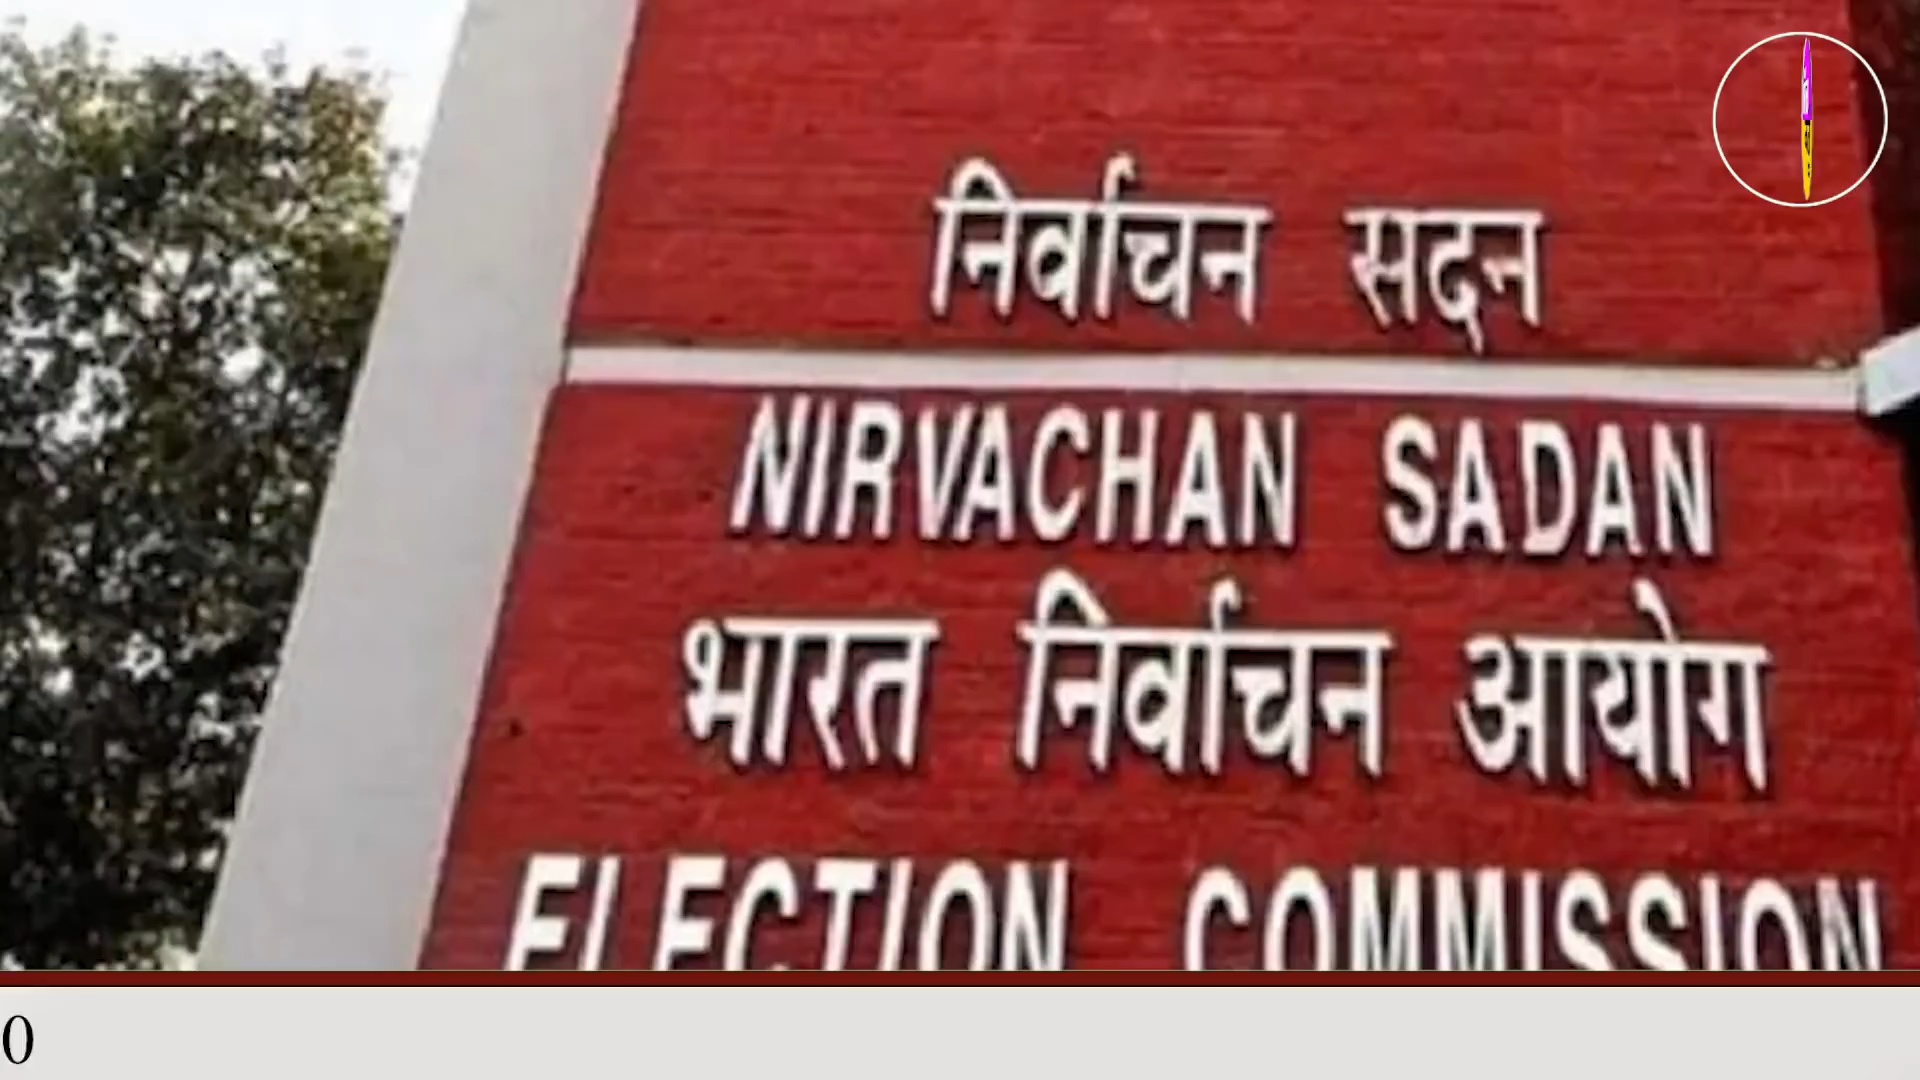 निर्वाचन सदन
NIRVACHAN SADAN
भारत निर्वाचन आयोग
ELECTION COMMISSION
0